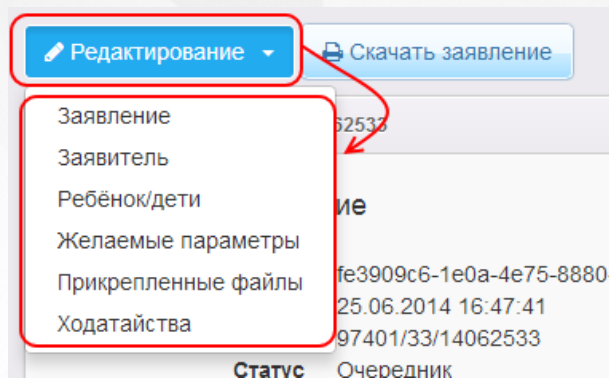 Редактирование
Скачать заявление
Заявление
62533
Заявитель
Ребёнок/дети
ие
Желаемые параметры
Прикрепленные файлы
fe3909c6-1e0a-4e75-8880-
25.06.2014 16:47:41
Ходатайства
97401/33/14062533
Статус Очередник